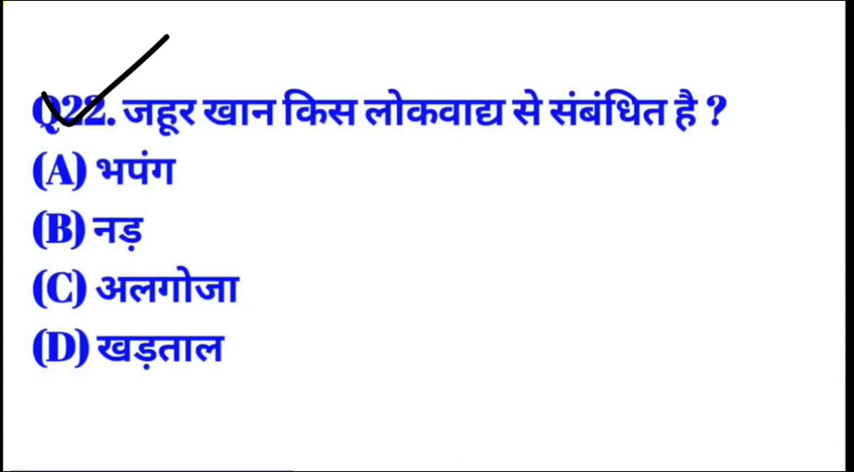 Q22. जहूर खान किस लोकवाद्य से संबंधित है ?
(A) भपंग
(B) नड़
(C) अलगोजा
(D) खड़ताल